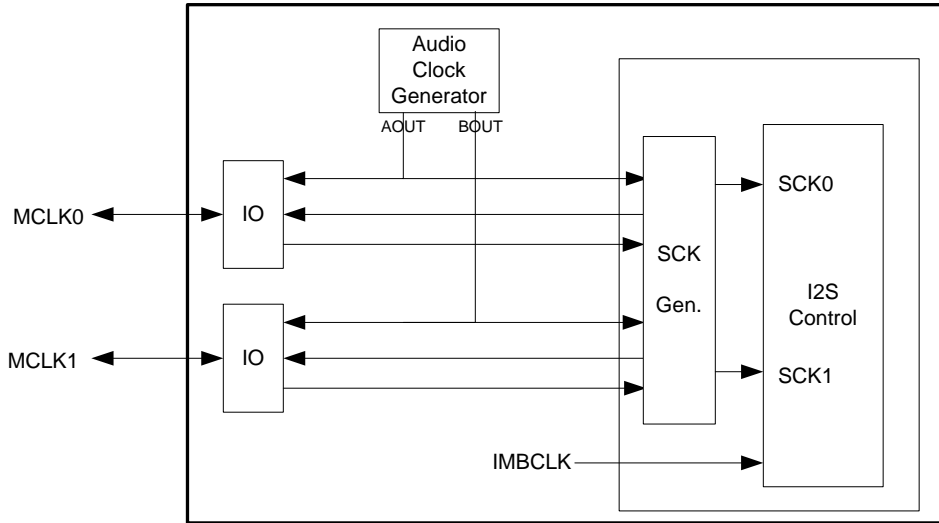 Audio
Clock
Generator
AOUT BOUT
MCLK0
IO
SCK
Gen.
SCK0
I2S
Control
SCK1
MCLK1
IO
IMBCLK